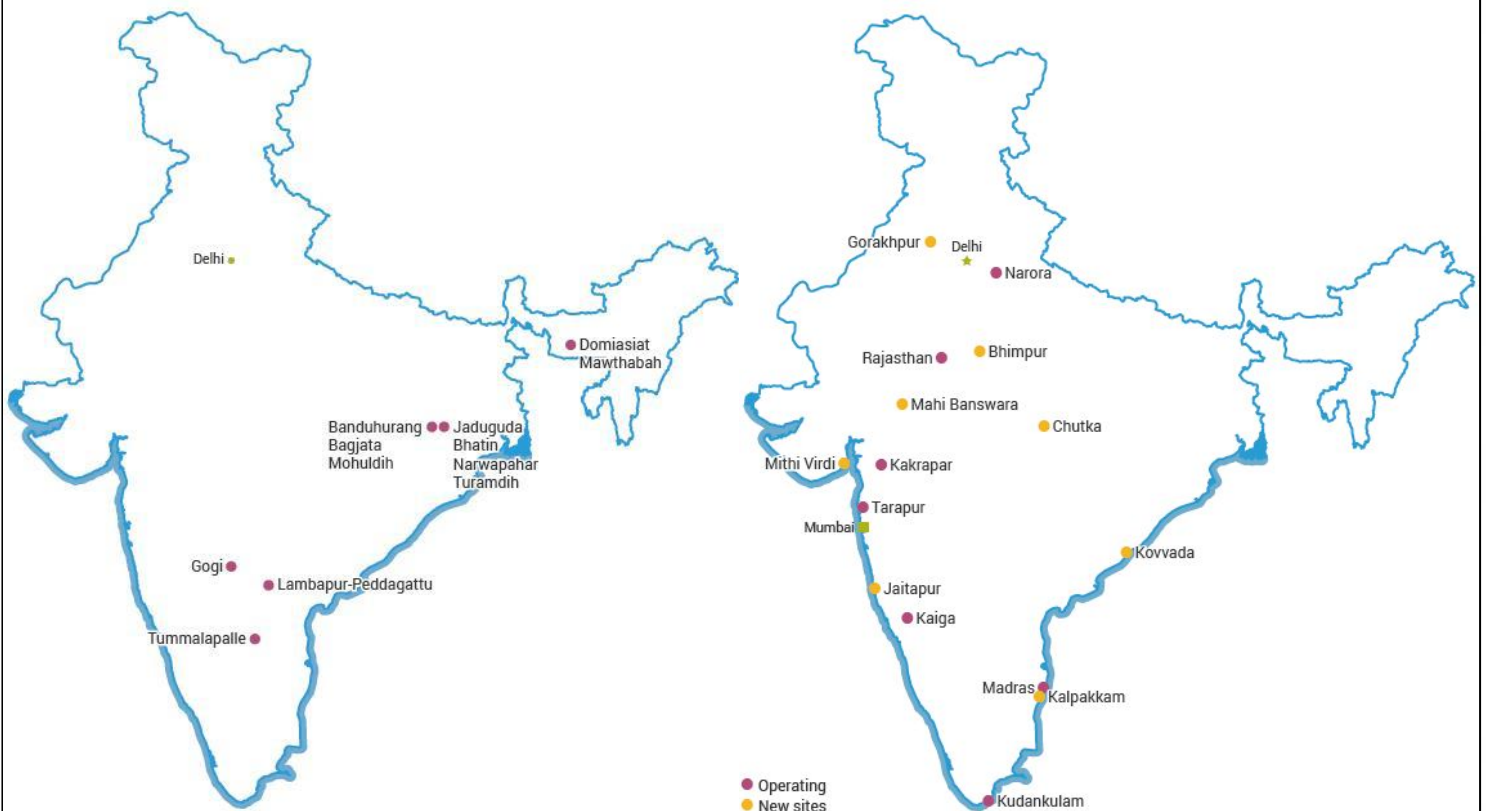 Delhi
Domiasiat
Mawthabah
Banduhurang
Bagjata
Mohuldih
Jaduguda
Bhatin
Narwapahar
Turamdih
Gogi
Lambapur-Peddagattu
Tummalapalle
Gorakhpur
Delhi
Narora
Rajasthan
Bhimpur
Mahi Banswara
Chutka
Mithi Virdi
Kakrapar
Tarapur
Mumbai
Kovvada
Jaitapur
Kaiga
Madras
Kalpakkam
Operating
New sites
Kudankulam